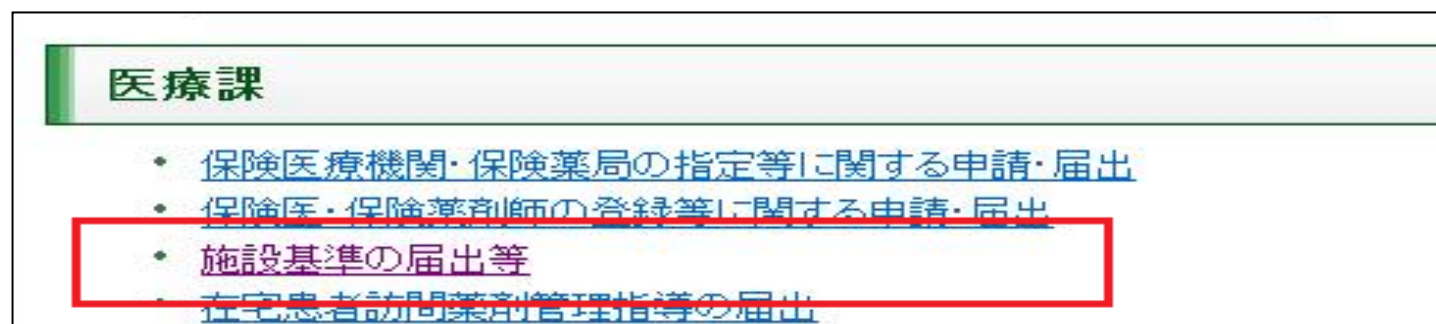 医療課
・保険医療機関・保険薬局の指定等に関する申請・届出
・保険医・保険薬剤師の登録等に関する申請・届出
・施設基準の届出等
・在宅患者訪問薬剤管理指導の届出